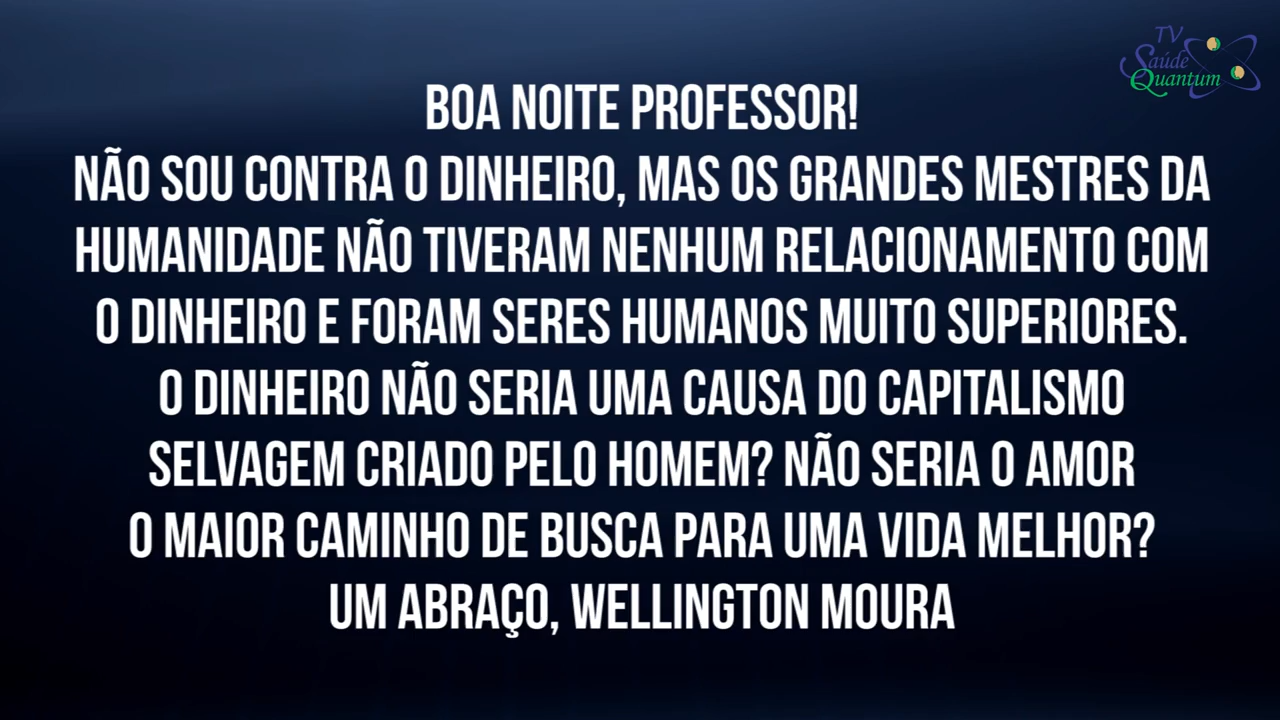 TV
Saúde
Quantum
BOA NOITE PROFESSOR!
NÃO SOU CONTRA O DINHEIRO, MAS OS GRANDES MESTRES DA
HUMANIDADE NÃO TIVERAM NENHUM RELACIONAMENTO COM
O DINHEIRO E FORAM SERES HUMANOS MUITO SUPERIORES.
O DINHEIRO NÃO SERIA UMA CAUSA DO CAPITALISMO
SELVAGEM CRIADO PELO HOMEM? NÃO SERIA O AMOR
O MAIOR CAMINHO DE BUSCA PARA UMA VIDA MELHOR?
UM ABRAÇO, WELLINGTON MOURA